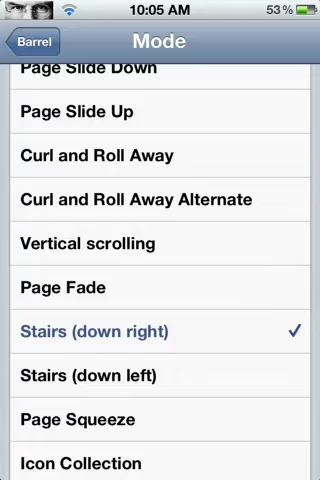 10:05 AM
53%
Barrel
Mode
Page Slide Down
Page Slide Up
Curl and Roll Away
Curl and Roll Away Alternate
Vertical scrolling
Page Fade
Stairs (down right)
Stairs (down left)
Page Squeeze
Icon Collection